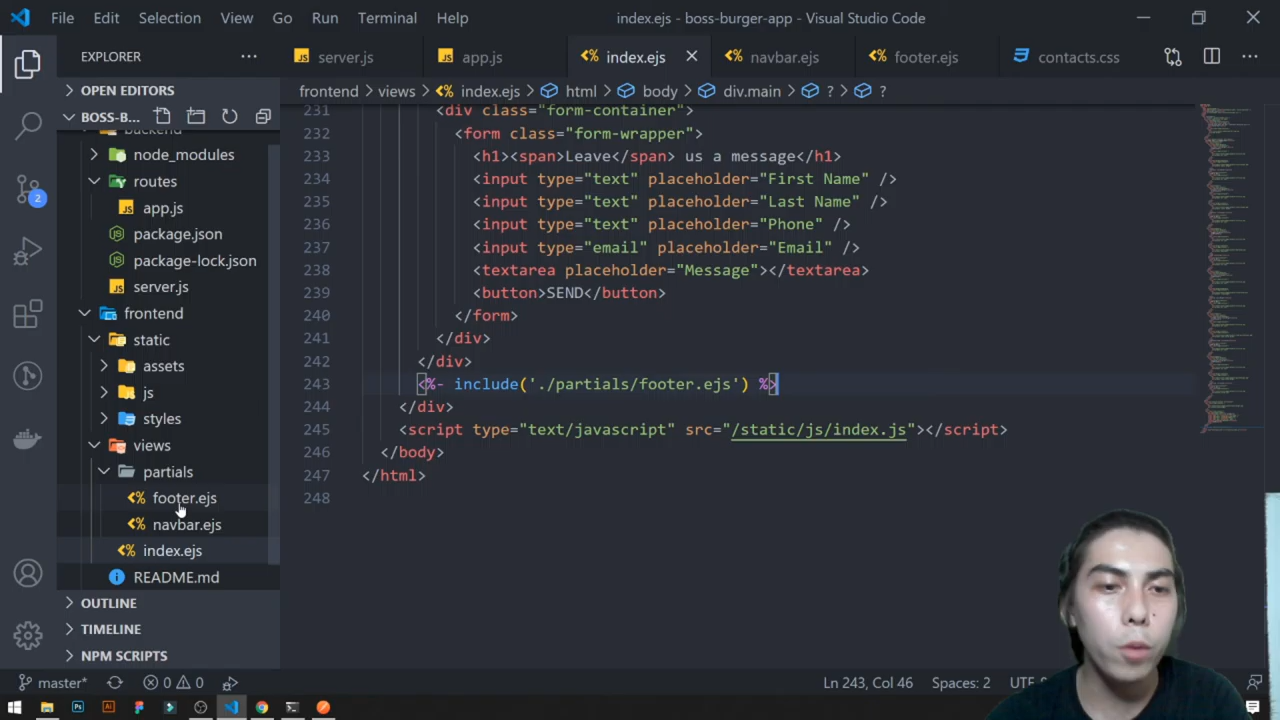 File Edit Selection View Go Run Terminal Help
index.ejs - boss-burger-app - Visual Studio Code
EXPLORER
server.js
app.js
index.ejs
navbar.ejs
footer.ejs
contacts.css
OPEN EDITORS
frontend > views > index.ejs > html > body > div.main > ? > ?
BOSS-B...
backend
node_modules
routes
app.js
package.json
package-lock.json
server.js
frontend
static
assets
js
styles
views
partials
footer.ejs
navbar.ejs
index.ejs
README.md
OUTLINE
TIMELINE
NPM SCRIPTS
2
231 <div class="form-container">
232 <form class="form-wrapper">
233 <h1><span>Leave</span> us a message</h1>
234 <input type="text" placeholder="First Name" />
235 <input type="text" placeholder="Last Name" />
236 <input type="text" placeholder="Phone" />
237 <input type="email" placeholder="Email" />
238 <textarea placeholder="Message"></textarea>
239 <button>SEND</button>
240 </form>
241 </div>
242 </div>
243 <%- include('./partials/footer.ejs') %>
244 </div>
245 <script type="text/javascript" src="/static/js/index.js"></script>
246 </body>
247 </html>
248
master* 0 0
Ln 243, Col 46 Spaces: 2